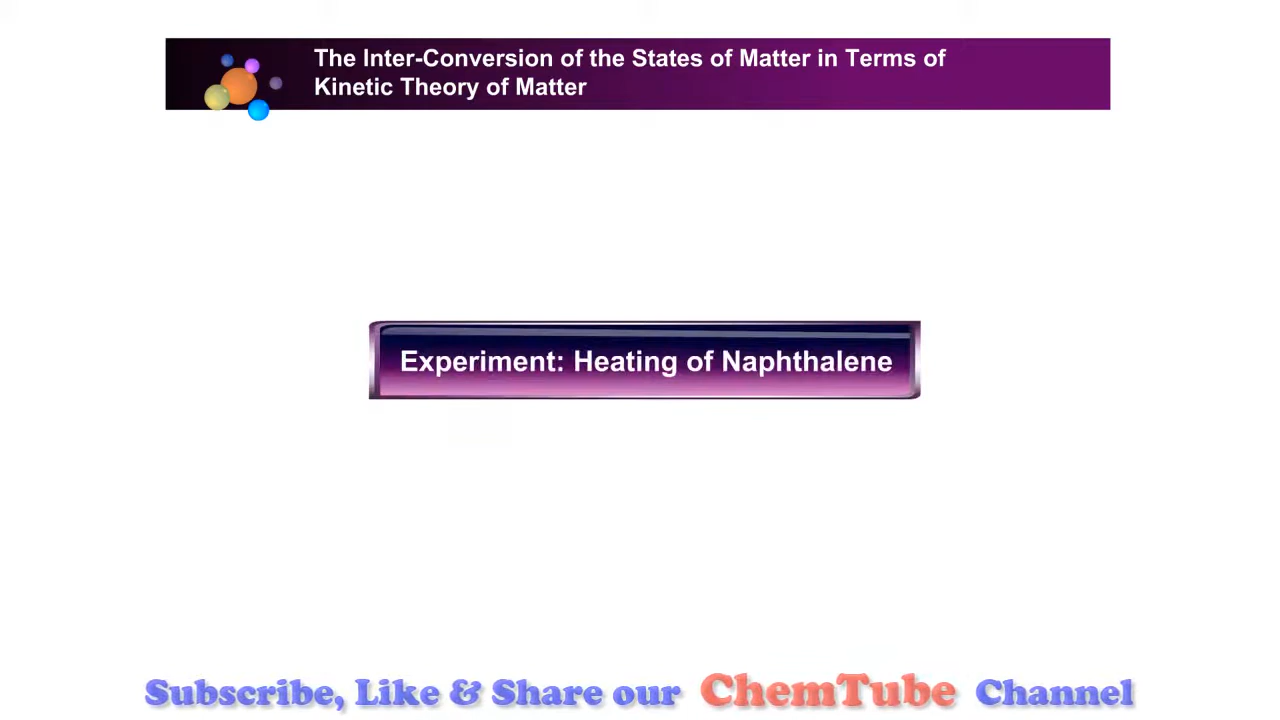 The Inter-Conversion of the States of Matter in Terms of
Kinetic Theory of Matter
Experiment: Heating of Naphthalene
Subscribe, Like & Share our ChemTube Channel